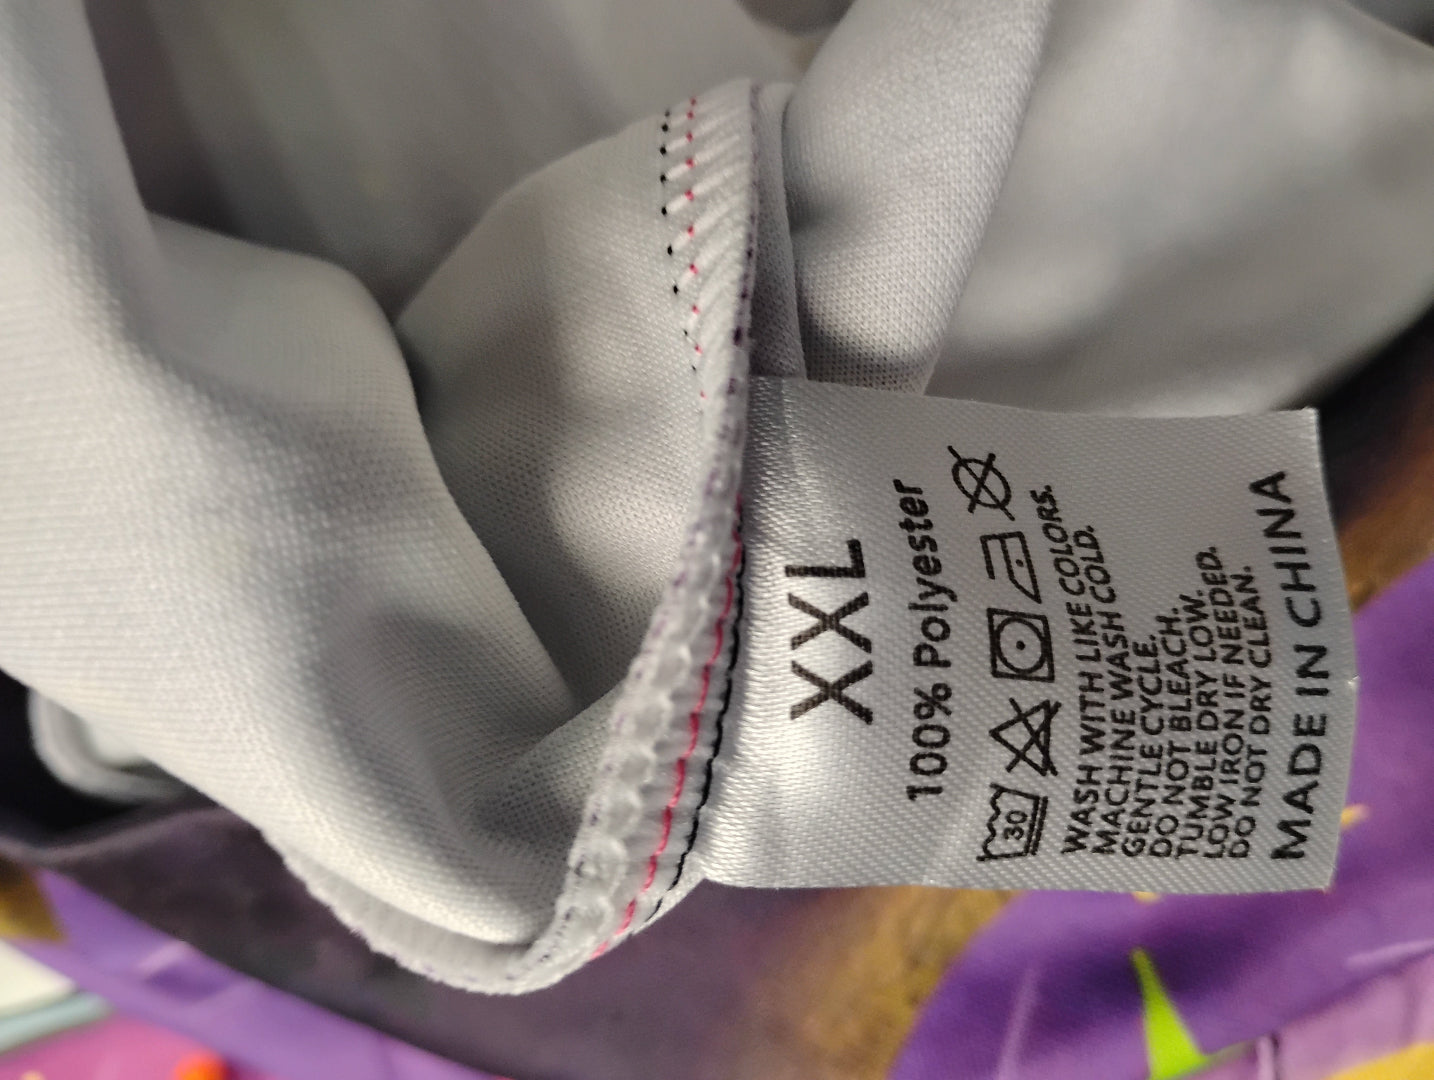 XXL
100% Polyester
30
WASH WITH LIKE COLORS.
MACHINE WASH COLD.
GENTLE CYCLE.
DO NOT BLEACH.
TUMBLE DRY LOW.
LOW IRON IF NEEDED.
DO NOT DRY CLEAN.
MADE IN CHINA